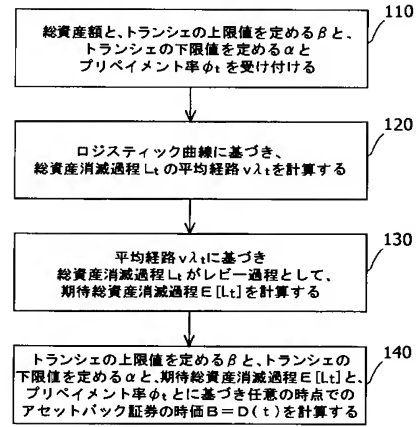 110
総資産額と、トランシェの上限値を定めるβと、
トランシェの下限値を定めるαと
プリペイメント率φtを受け付ける
120
ロジスティック曲線に基づき、
総資産消滅過程Ltの平均経路νλtを計算する
130
平均経路νλtに基づき
総資産消滅過程Ltがレビー過程として、
期待総資産消滅過程E[Lt]を計算する
140
トランシェの上限値を定めるβと、トランシェの
下限値を定めるαと、期待総資産消滅過程E[Lt]と、
プリペイメント率φtとに基づき任意の時点での
アセットバック証券の時価B=D(t)を計算する